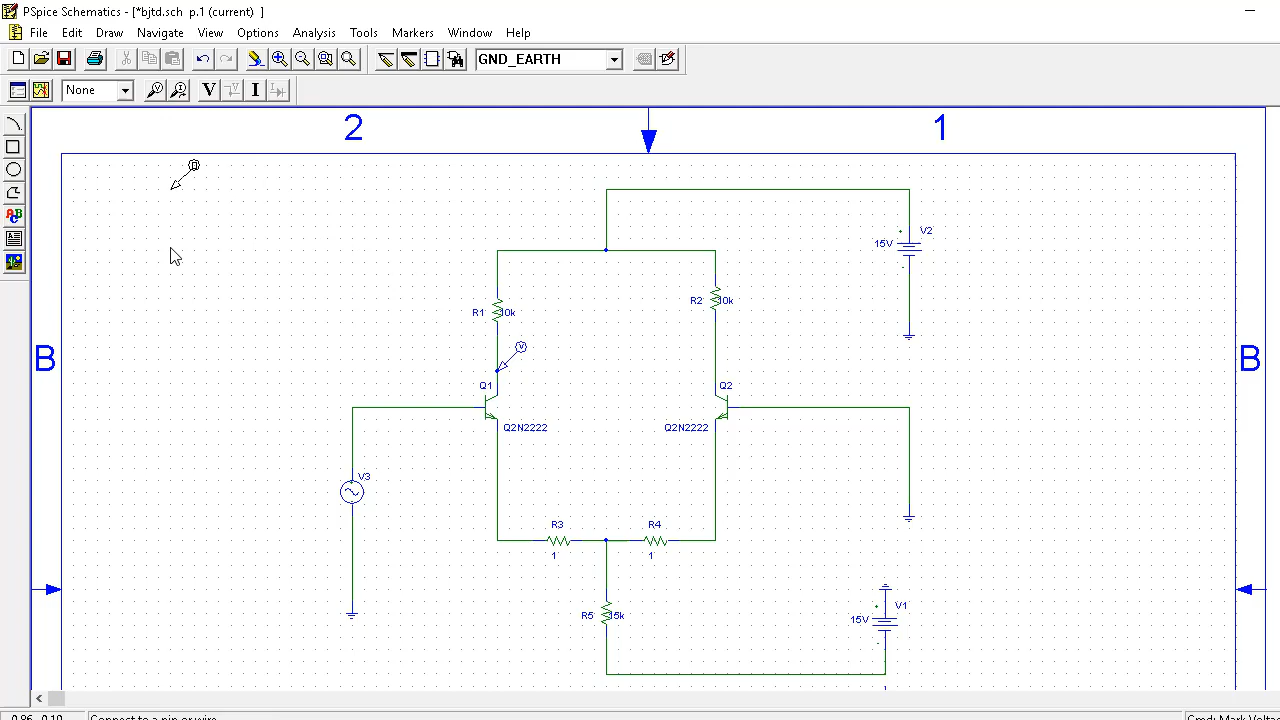 PSpice Schematics - [*bjtd.sch  p.1 (current)  ]
File Edit Draw Navigate View Options Analysis Tools Markers Window Help
GND_EARTH
None V V I
2 1
V2
15V
R1 10k
R2 10k
V
B B
Q1 Q2
Q2N2222 Q2N2222
V3
R3 R4
1 1
V1
R5 15k 15V
ABC
Connect to a pin or wire